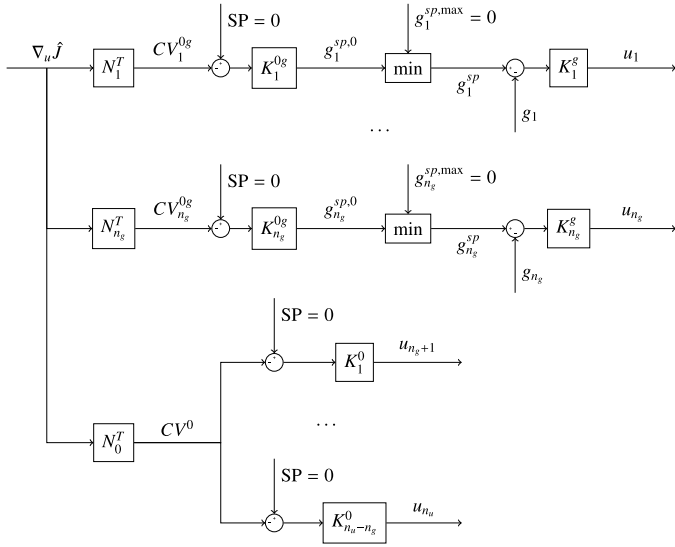 SP = 0 g_1^{sp,max} = 0
∇_u Ĵ N_1^T CV_1^{0g} K_1^{0g} g_1^{sp,0} min g_1^{sp} K_1^g u_1
g_1
...
SP = 0 g_{n_g}^{sp,max} = 0
N_{n_g}^T CV_{n_g}^{0g} K_{n_g}^{0g} g_{n_g}^{sp,0} min g_{n_g}^{sp} K_{n_g}^g u_{n_g}
g_{n_g}
SP = 0
K_1^0 u_{n_g+1}
...
N_0^T CV^0
SP = 0
K_{n_u-n_g}^0 u_{n_u}